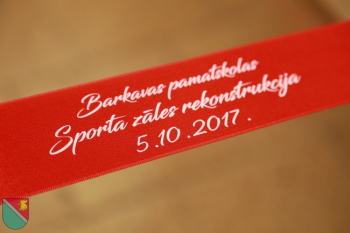 Barkavas pamatskolas
Sporta zāles rekonstrukcija
5.10.2017.